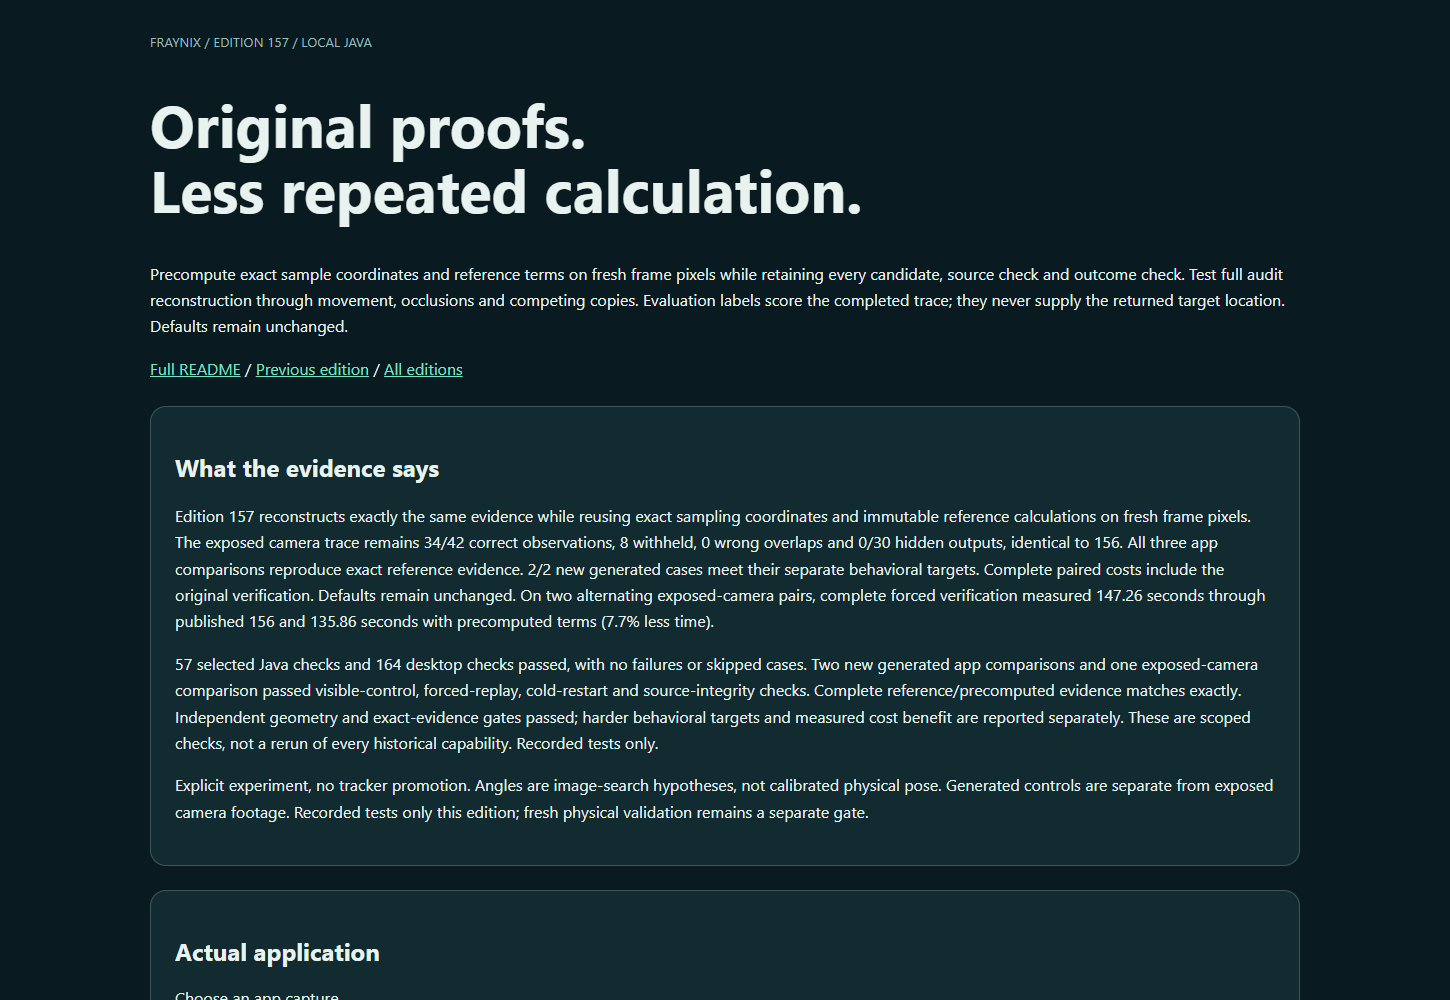 FRAYNIX / EDITION 157 / LOCAL JAVA
Original proofs.
Less repeated calculation.
Precompute exact sample coordinates and reference terms on fresh frame pixels while retaining every candidate, source check and outcome check. Test full audit
reconstruction through movement, occlusions and competing copies. Evaluation labels score the completed trace; they never supply the returned target location.
Defaults remain unchanged.
Full README / Previous edition / All editions
What the evidence says
Edition 157 reconstructs exactly the same evidence while reusing exact sampling coordinates and immutable reference calculations on fresh frame pixels.
The exposed camera trace remains 34/42 correct observations, 8 withheld, 0 wrong overlaps and 0/30 hidden outputs, identical to 156. All three app
comparisons reproduce exact reference evidence. 2/2 new generated cases meet their separate behavioral targets. Complete paired costs include the
original verification. Defaults remain unchanged. On two alternating exposed-camera pairs, complete forced verification measured 147.26 seconds through
published 156 and 135.86 seconds with precomputed terms (7.7% less time).
57 selected Java checks and 164 desktop checks passed, with no failures or skipped cases. Two new generated app comparisons and one exposed-camera
comparison passed visible-control, forced-replay, cold-restart and source-integrity checks. Complete reference/precomputed evidence matches exactly.
Independent geometry and exact-evidence gates passed; harder behavioral targets and measured cost benefit are reported separately. These are scoped
checks, not a rerun of every historical capability. Recorded tests only.
Explicit experiment, no tracker promotion. Angles are image-search hypotheses, not calibrated physical pose. Generated controls are separate from exposed
camera footage. Recorded tests only this edition; fresh physical validation remains a separate gate.
Actual application
Choose an app capture